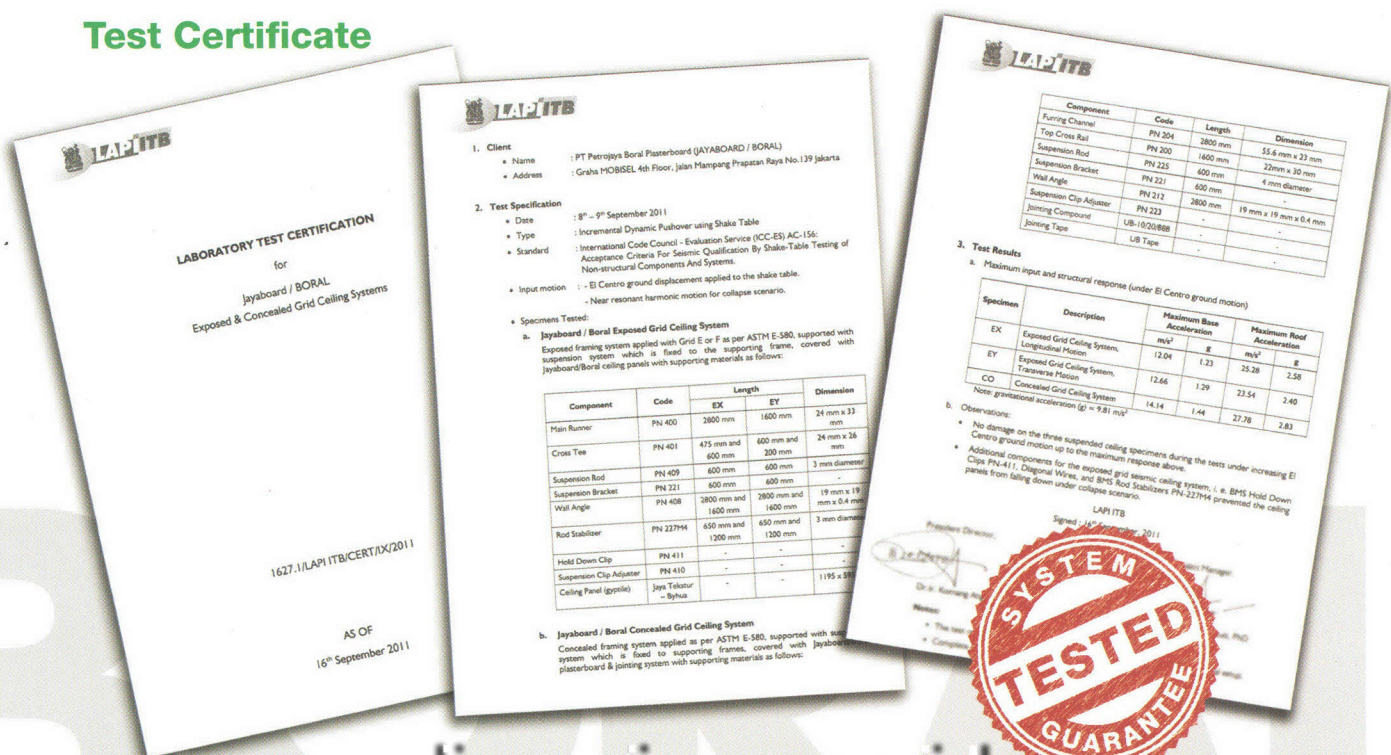 Test Certificate
LAPI ITB
LABORATORY TEST CERTIFICATION
for
Jayaboard / BORAL
Exposed & Concealed Grid Ceiling Systems
1627.1/LAPI ITB/CERT/IX/2011
AS OF
16th September 2011
LAPI ITB
1. Client
• Name : PT Petrojaya Boral Plasterboard (JAYABOARD / BORAL)
• Address : Graha MOBISEL 4th Floor, Jalan Mampang Prapatan Raya No.139 Jakarta
2. Test Specification
• Date : 8th – 9th September 2011
• Type : Incremental Dynamic Pushover using Shake Table
• Standard : International Code Council - Evaluation Service (ICC-ES) AC-156:
Acceptance Criteria For Seismic Qualification By Shake-Table Testing of
Non-structural Components And Systems.
• Input motion : - El Centro ground displacement applied to the shake table.
- Near resonant harmonic motion for collapse scenario.
• Specimens Tested:
a. Jayaboard / Boral Exposed Grid Ceiling System
Exposed framing system applied with Grid E or F as per ASTM E-580, supported with
suspension system which is fixed to the supporting frame, covered with
Jayaboard/Boral ceiling panels with supporting materials as follows:
Component Code Length Dimension
EX EY
Main Runner PN 400 2800 mm 1600 mm 24 mm x 33
mm
Cross Tee PN 401 475 mm and 600 mm and 24 mm x 26
600 mm 200 mm mm
Suspension Rod PN 409 600 mm 600 mm 3 mm diameter
Suspension Bracket PN 221 600 mm 600 mm -
Wall Angle PN 408 2800 mm and 2800 mm and 19 mm x 19
1600 mm 1600 mm mm x 0.4 mm
Rod Stabilizer PN 227M4 650 mm and 650 mm and 3 mm diameter
1200 mm 1200 mm
Hold Down Clip PN 411 - - -
Suspension Clip Adjuster PN 410 - - -
Ceiling Panel (gyptile) Jaya Tekstur - - 1195 x
– Byhua
b. Jayaboard / Boral Concealed Grid Ceiling System
Concealed framing system applied as per ASTM E-580, supported with
system which is fixed to supporting frames, covered with
plasterboard & jointing system with supporting materials as follows:
LAPI ITB
Component Code Length Dimension
Furring Channel PN 204 2800 mm 55.6 mm x 23 mm
Top Cross Rail PN 200 1600 mm 22mm x 30 mm
Suspension Rod PN 225 600 mm 4 mm diameter
Suspension Bracket PN 221 600 mm -
Wall Angle PN 212 2800 mm 19 mm x 19 mm x 0.4 mm
Suspension Clip Adjuster PN 223 - -
Jointing Compound UB-10/20/888 - -
Jointing Tape UB Tape - -
3. Test Results
a. Maximum input and structural response (under El Centro ground motion)
Specimen Description Maximum Base Maximum Roof
Acceleration Acceleration
m/s² g m/s² g
EX Exposed Grid Ceiling System, 12.04 1.23 25.28 2.58
Longitudinal Motion
EY Exposed Grid Ceiling System, 12.66 1.29 23.54 2.40
Transverse Motion
CO Concealed Grid Ceiling System 14.14 1.44 27.78 2.83
Note: gravitational acceleration (g) = 9.81 m/s²
b. Observations:
• No damage on the three suspended ceiling specimens during the tests under increasing El
Centro ground motion up to the maximum response above.
• Additional components for the exposed grid seismic ceiling system, i. e. BMS Hold Down
Clips PN-411, Diagonal Wires, and BMS Rod Stabilizers PN-227M4 prevented the ceiling
panels from falling down under collapse scenario.
LAPI ITB
Signed : 16th September, 2011
President Director, Manager
Dr.Ir. Komang
Notes:
• The test
• Complete
SYSTEM
TESTED
GUARANTEE